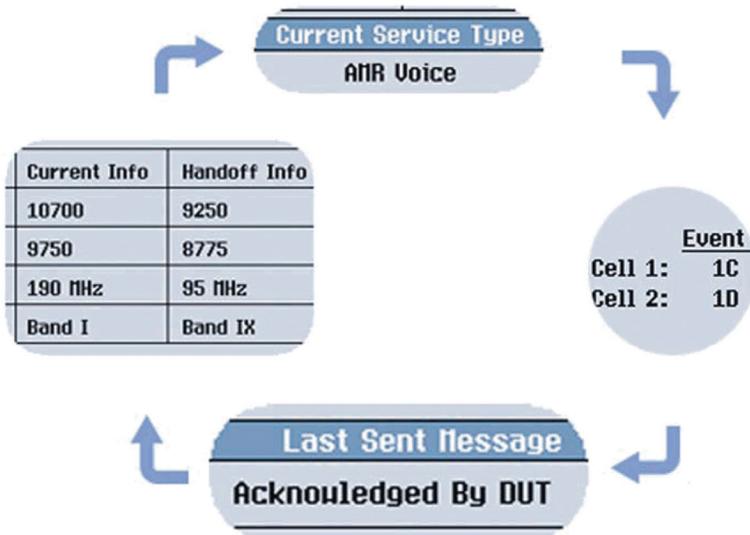 Current Service Type
AMR Voice
Current Info Handoff Info
10700 9250
9750 8775
190 MHz 95 MHz
Band I Band IX
Event
Cell 1: 1C
Cell 2: 1D
Last Sent Message
Acknowledged By DUT